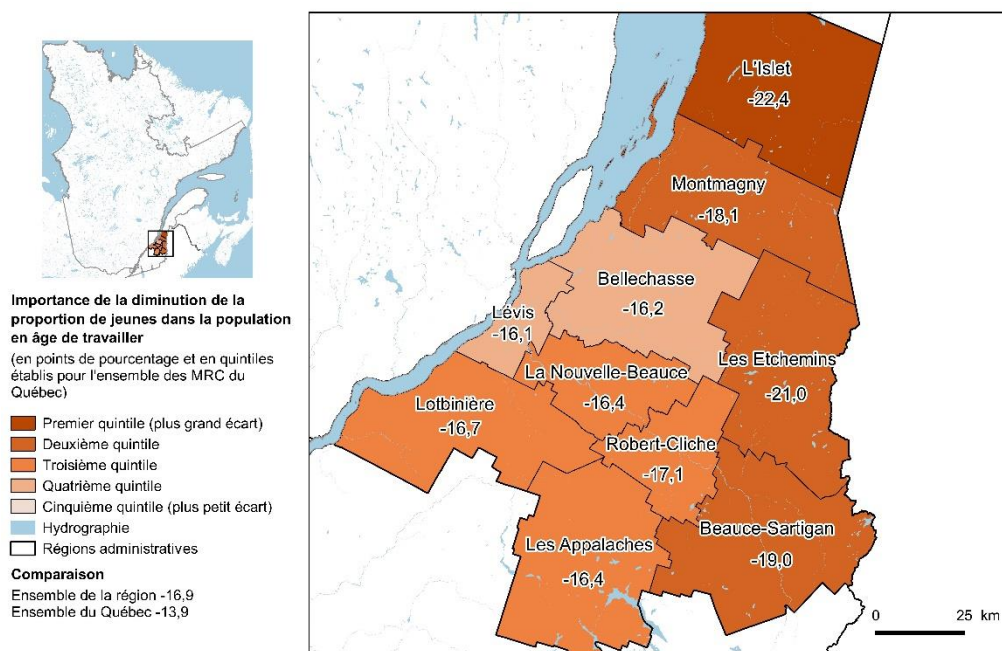 Importance de la diminution de la
proportion de jeunes dans la population
en âge de travailler
(en points de pourcentage et en quintiles
établis pour l'ensemble des MRC du
Québec)
Premier quintile (plus grand écart)
Deuxième quintile
Troisième quintile
Quatrième quintile
Cinquième quintile (plus petit écart)
Hydrographie
Régions administratives
Comparaison
Ensemble de la région -16,9
Ensemble du Québec -13,9
L'Islet
-22,4
Montmagny
-18,1
Bellechasse
-16,2
Lévis
-16,1
Les Etchemins
-21,0
La Nouvelle-Beauce
-16,4
Lotbinière
-16,7
Robert-Cliche
-17,1
Beauce-Sartigan
-19,0
Les Appalaches
-16,4
0 25 km